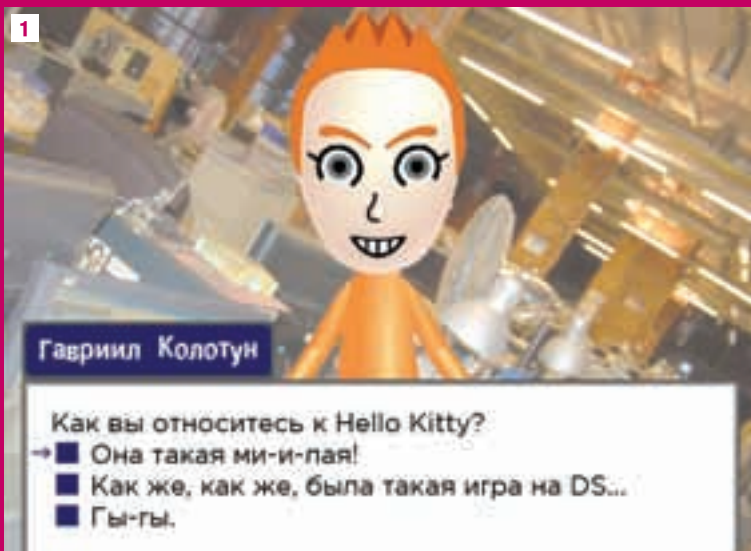 1
Гавриил Колотун
Как вы относитесь к Hello Kitty?
→ Она такая ми-и-лая!
Как же, как же, была такая игра на DS...
Гы-гы.